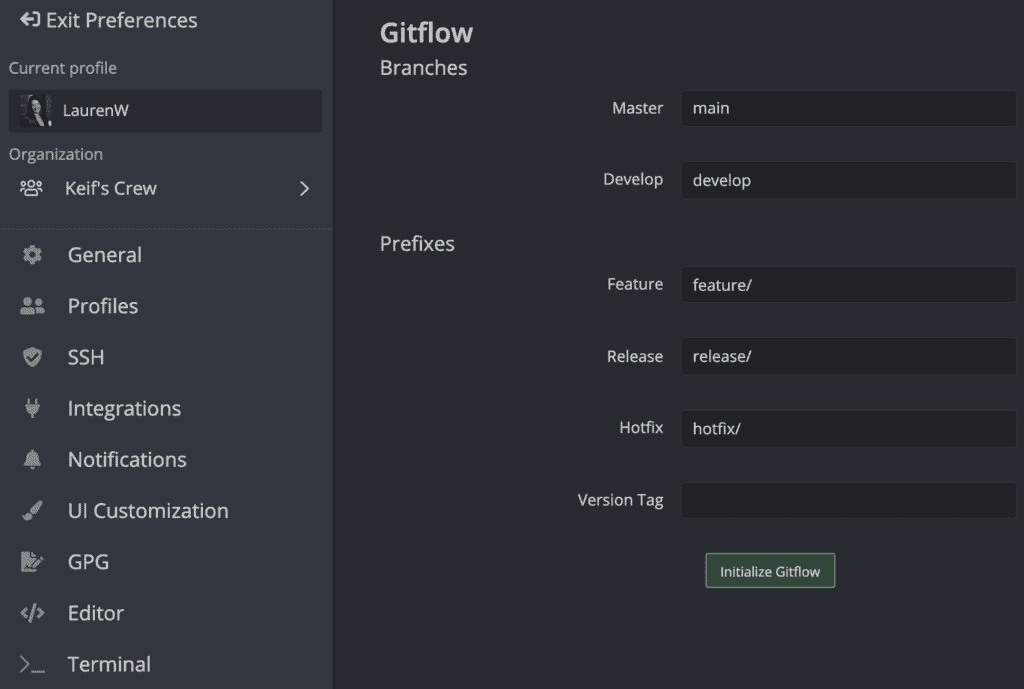 Exit Preferences
Current profile
LaurenW
Organization
Keif's Crew
General
Profiles
SSH
Integrations
Notifications
UI Customization
GPG
Editor
Terminal
Gitflow
Branches
Master main
Develop develop
Prefixes
Feature feature/
Release release/
Hotfix hotfix/
Version Tag
Initialize Gitflow